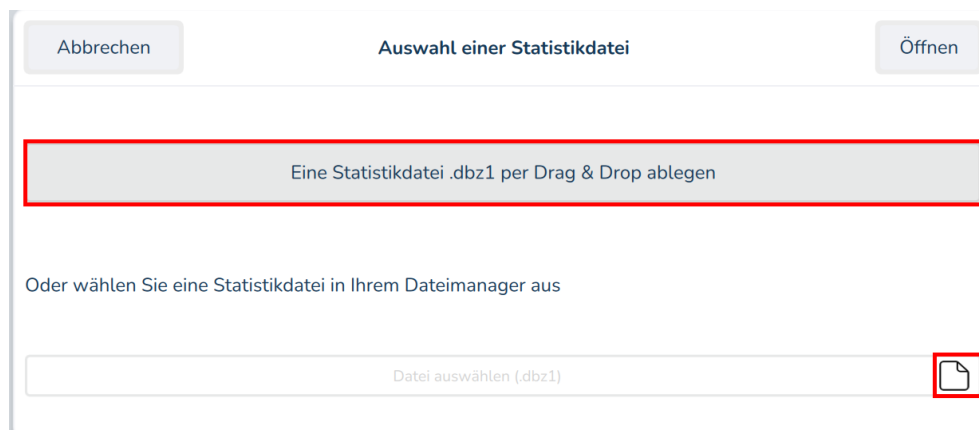 Abbrechen
Auswahl einer Statistikdatei
Öffnen
Eine Statistikdatei .dbz1 per Drag & Drop ablegen
Oder wählen Sie eine Statistikdatei in Ihrem Dateimanager aus
Datei auswählen (.dbz1)